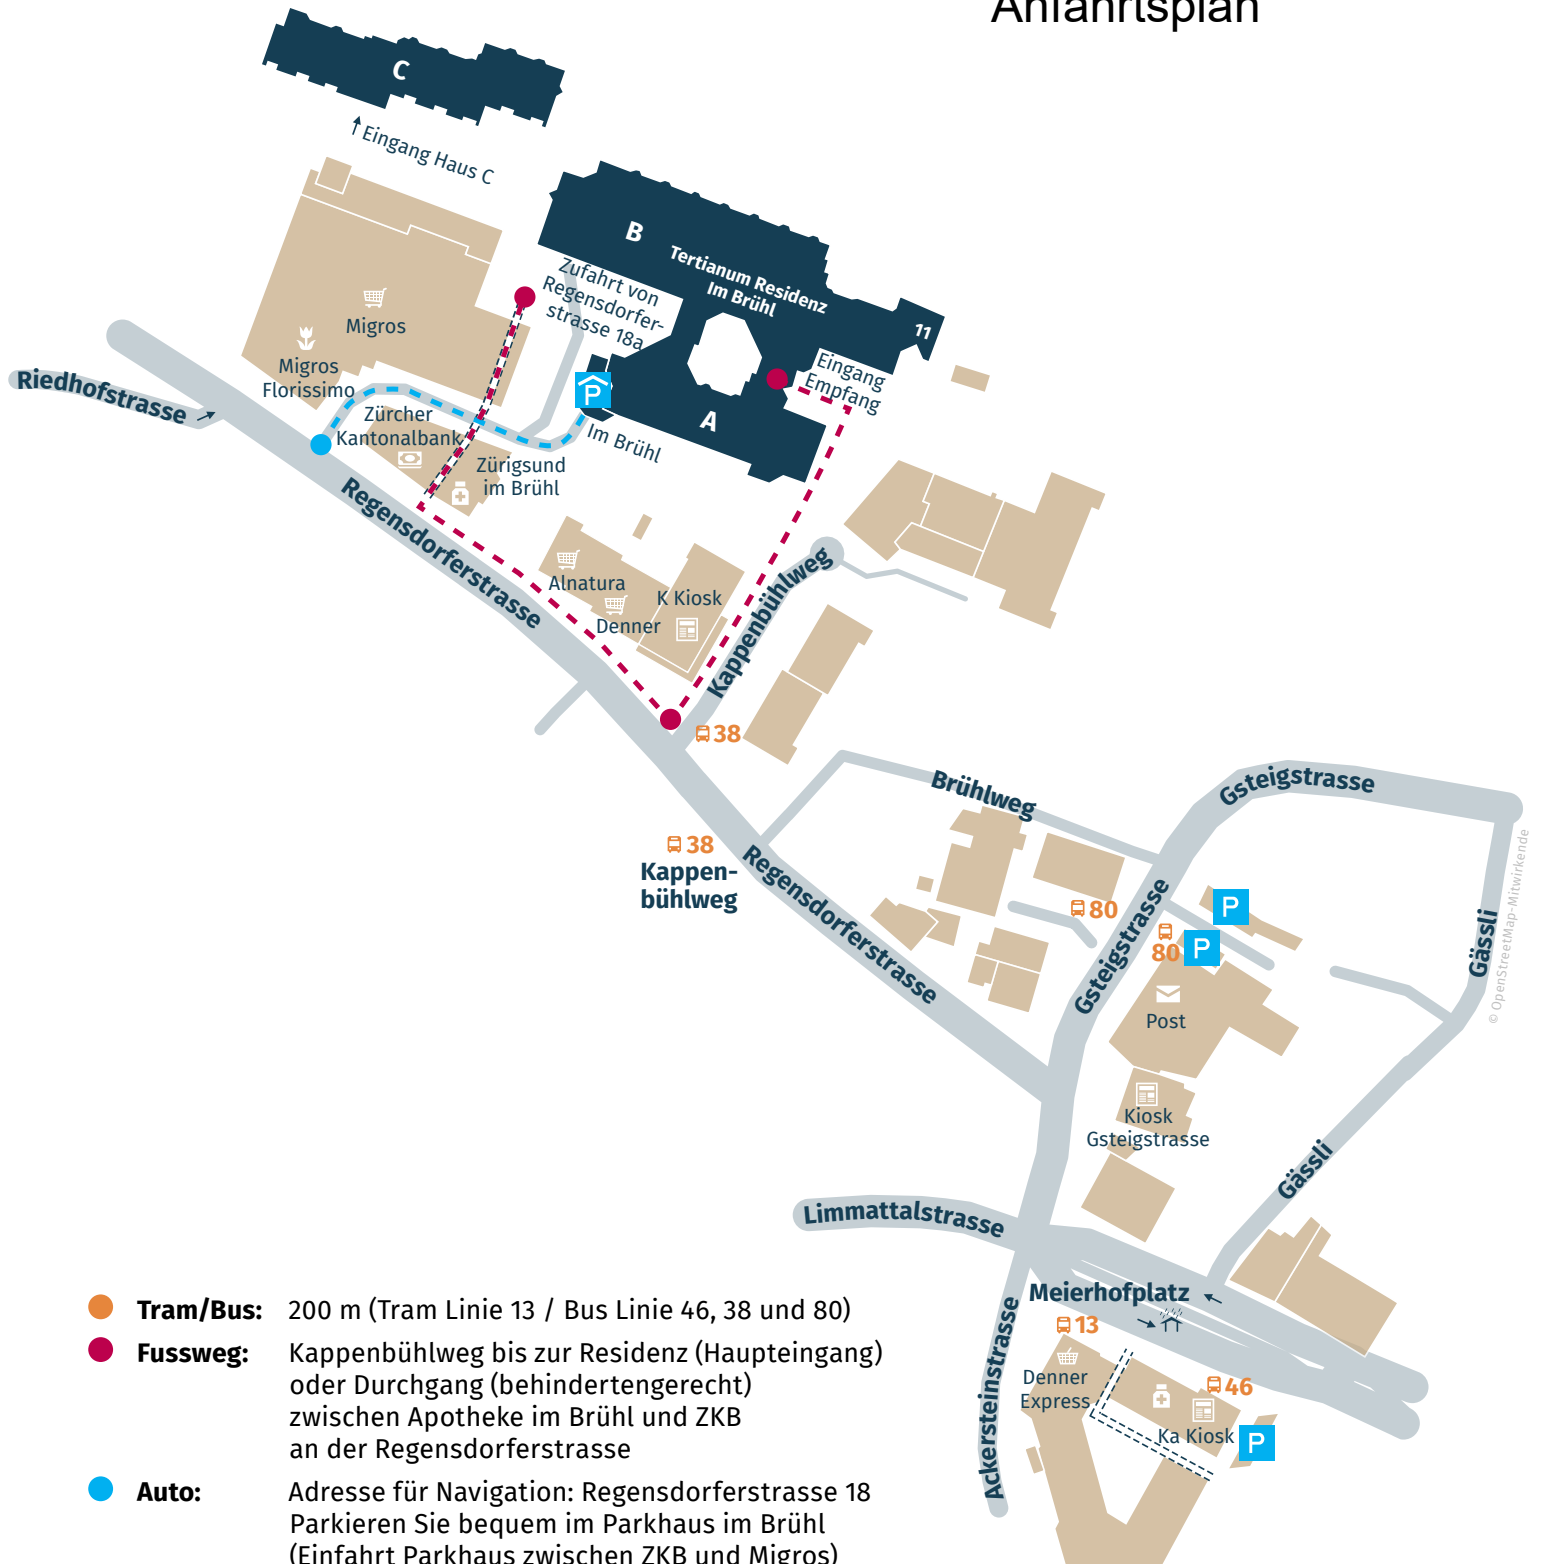 Anfahrtsplan
C
Eingang Haus C
B
Tertianum Residenz
Im Brühl
11
Zufahrt von
Regensdorfer-
strasse 18a
Migros
Migros
Florissimo
Eingang
Empfang
P
A
Im Brühl
Riedhofstrasse
Zürcher
Kantonalbank
Zürigsund
im Brühl
Regensdorferstrasse
Alnatura
Denner
K Kiosk
Kappenbühlweg
38
38
Kappen-
bühlweg
Brühlweg
Gsteigstrasse
Regensdorferstrasse
80
80
P
P
Gsteigstrasse
Gässli
© OpenStreetMap-Mitwirkende
Post
Kiosk
Gsteigstrasse
Gässli
Limmattalstrasse
Meierhofplatz
13
Ackersteinstrasse
Denner
Express
46
Ka Kiosk
P
Tram/Bus: 200 m (Tram Linie 13 / Bus Linie 46, 38 und 80)
Fussweg: Kappenbühlweg bis zur Residenz (Haupteingang)
oder Durchgang (behindertengerecht)
zwischen Apotheke im Brühl und ZKB
an der Regensdorferstrasse
Auto: Adresse für Navigation: Regensdorferstrasse 18
Parkieren Sie bequem im Parkhaus im Brühl
(Einfahrt Parkhaus zwischen ZKB und Migros)